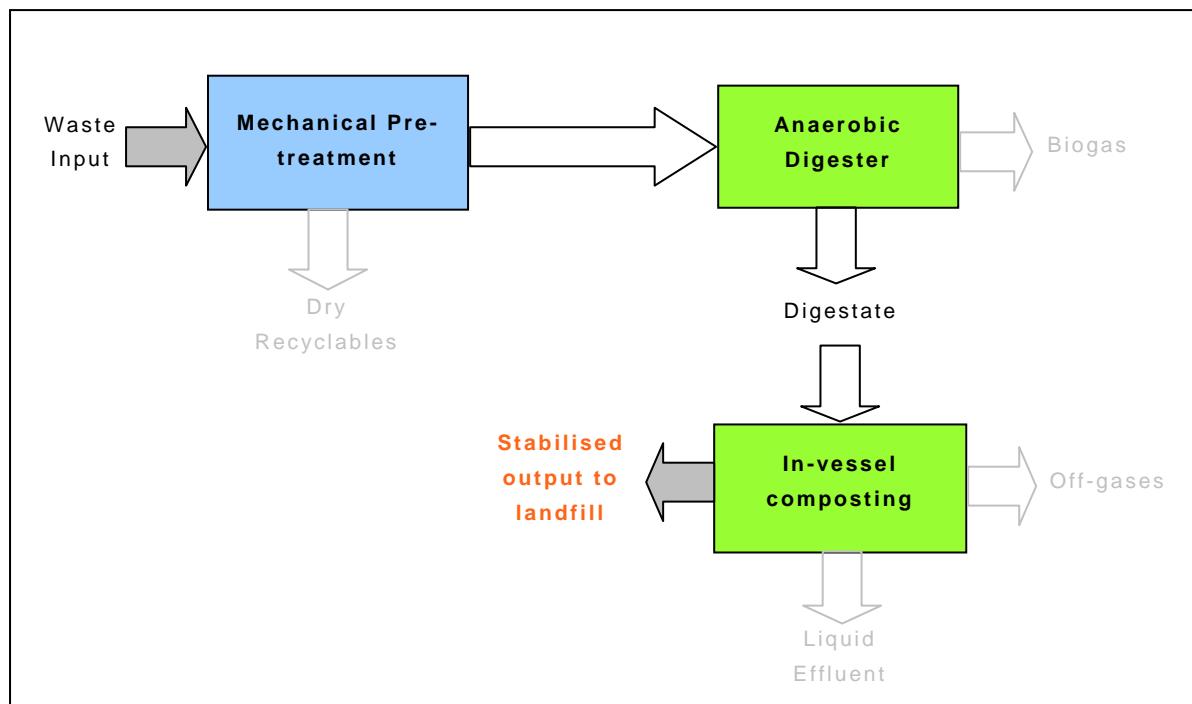 Waste
Input
Mechanical Pre-
treatment
Anaerobic
Digester
Biogas
Dry
Recyclables
Digestate
Stabilised
output to
landfill
In-vessel
composting
Off-gases
Liquid
Effluent